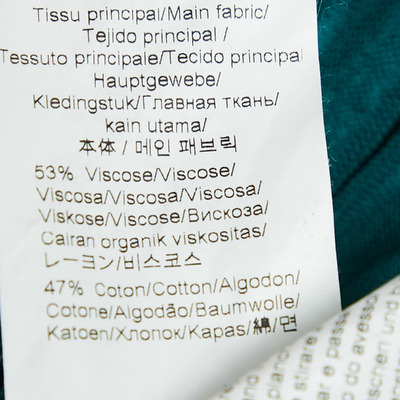 Tissu principal/Main fabric/
Tejido principal /
Tessuto principale/Tecido principal
Hauptgewebe/
Kledingstuk/Главная ткань/
kain utama/
本体 / 메인 패브릭
53% Viscose/Viscose/
Viscosa/Viscosa/Viscosa/
Viskose/Viscose/Вискоза/
Cairan organik viskositas/
レーヨン/비스코스
47% Coton/Cotton/Algodon/
Cotone/Algodão/Baumwolle/
Katoen/Хлопок/Kapas/綿/면